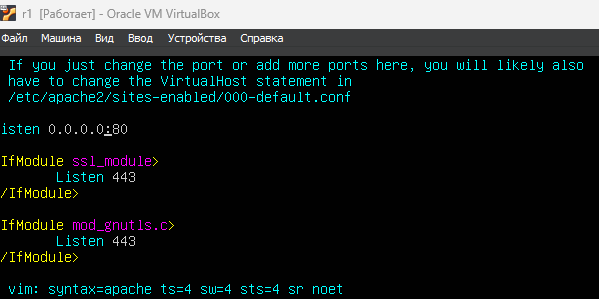 r1 [Работает] - Oracle VM VirtualBox
Файл Машина Вид Ввод Устройства Справка
If you just change the port or add more ports here, you will likely also
have to change the VirtualHost statement in
/etc/apache2/sites-enabled/000-default.conf
isten 0.0.0.0:80
IfModule ssl_module>
Listen 443
/IfModule>
IfModule mod_gnutls.c>
Listen 443
/IfModule>
vim: syntax=apache ts=4 sw=4 sts=4 sr noet